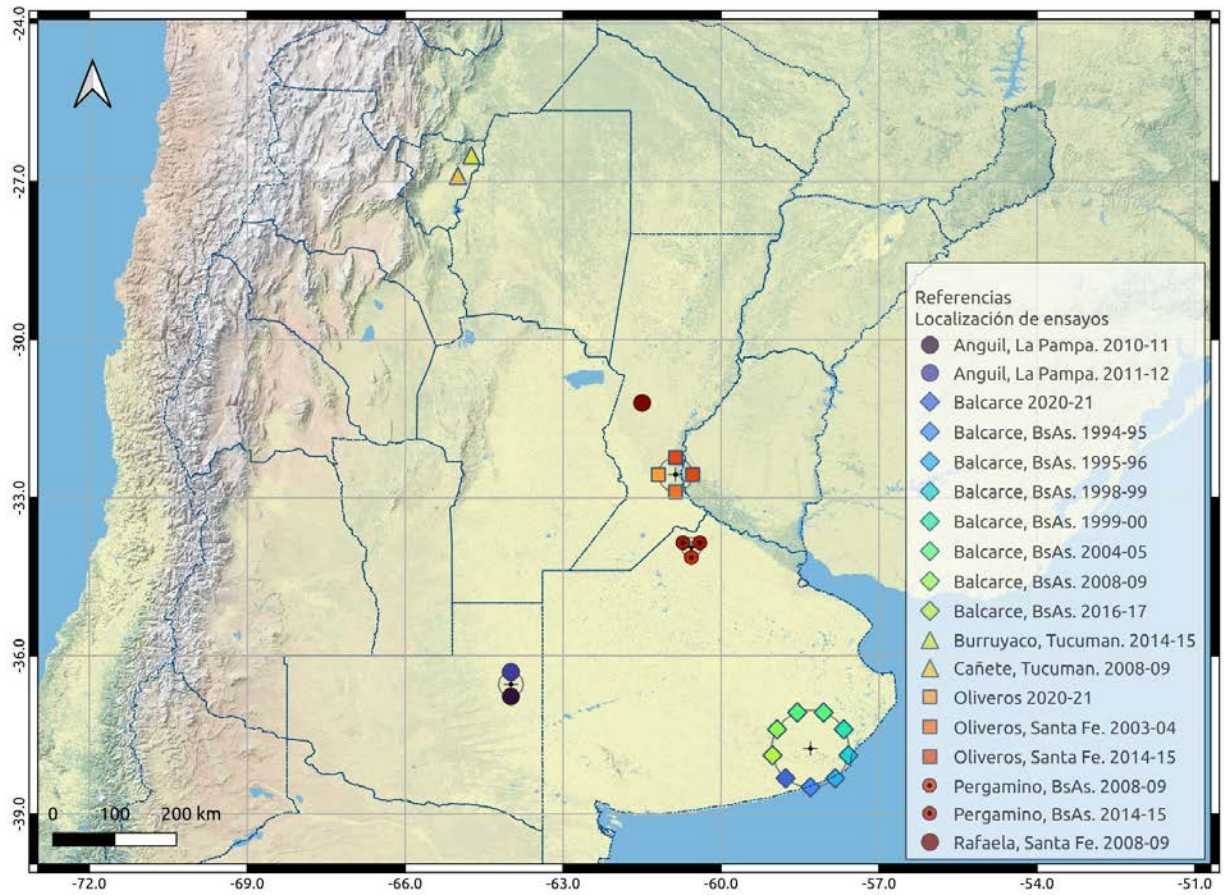 -24.0
-27.0
-30.0
-33.0
-36.0
-39.0
Referencias
Localización de ensayos
Anguil, La Pampa. 2010-11
Anguil, La Pampa. 2011-12
Balcarce 2020-21
Balcarce, BsAs. 1994-95
Balcarce, BsAs. 1995-96
Balcarce, BsAs. 1998-99
Balcarce, BsAs. 1999-00
Balcarce, BsAs. 2004-05
Balcarce, BsAs. 2008-09
Balcarce, BsAs. 2016-17
Burruyaco, Tucuman. 2014-15
Cañete, Tucuman. 2008-09
Oliveros 2020-21
Oliveros, Santa Fe. 2003-04
Oliveros, Santa Fe. 2014-15
Pergamino, BsAs. 2008-09
Pergamino, BsAs. 2014-15
Rafaela, Santa Fe. 2008-09
0 100 200 km
-72.0 -69.0 -66.0 -63.0 -60.0 -57.0 -54.0 -51.0